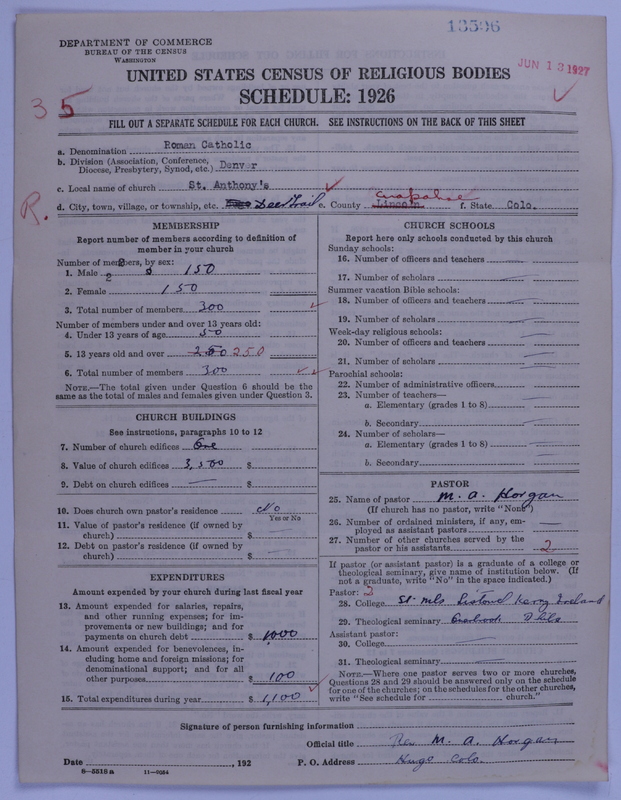 13596
DEPARTMENT OF COMMERCE
BUREAU OF THE CENSUS
WASHINGTON
JUN 13 1927
UNITED STATES CENSUS OF RELIGIOUS BODIES
SCHEDULE: 1926
35
FILL OUT A SEPARATE SCHEDULE FOR EACH CHURCH. SEE INSTRUCTIONS ON THE BACK OF THIS SHEET
a. Denomination Roman Catholic
b. Division (Association, Conference, Diocese, Presbytery, Synod, etc.) Denver
c. Local name of church St. Anthony's
R.
d. City, town, village, or township, etc. Deer Trail e. County Lincoln Arapahoe f. State Colo.
MEMBERSHIP
Report number of members according to definition of
member in your church
Number of members, by sex:
1. Male 150
2. Female 150
3. Total number of members 300
Number of members under and over 13 years old:
4. Under 13 years of age 50
5. 13 years old and over 250 250
6. Total number of members 300
NOTE.—The total given under Question 6 should be
same as the total of males and females given under Question 3.
CHURCH BUILDINGS
See instructions, paragraphs 10 to 12
7. Number of church edifices One
8. Value of church edifices 3,500 $
9. Debt on church edifices — $
10. Does church own pastor's residence No
Yes or No
11. Value of pastor's residence (if owned by
church) $
12. Debt on pastor's residence (if owned by
church) $
EXPENDITURES
Amount expended by your church during last fiscal year
13. Amount expended for salaries, repairs,
and other running expenses; for im-
provements or new buildings; and for
payments on church debt $ 1000
14. Amount expended for benevolences, in-
cluding home and foreign missions; for
denominational support; and for all
other purposes $ 100
15. Total expenditures during year $ 1,100
CHURCH SCHOOLS
Report here only schools conducted by this church
Sunday schools:
16. Number of officers and teachers
17. Number of scholars
Summer vacation Bible schools:
18. Number of officers and teachers
19. Number of scholars
Week-day religious schools:
20. Number of officers and teachers
21. Number of scholars
Parochial schools:
22. Number of administrative officers
23. Number of teachers—
a. Elementary (grades 1 to 8)
b. Secondary
24. Number of scholars—
a. Elementary (grades 1 to 8)
b. Secondary
PASTOR
25. Name of pastor M. A. Horgan
(If church has no pastor, write "None")
26. Number of ordained ministers, if any, em-
ployed as assistant pastors
27. Number of other churches served by the
pastor or his assistants 2
If pastor (or assistant pastor) is a graduate of a college or
theological seminary, give name of institution below. (If
not a graduate, write "No" in the space indicated.)
Pastor: 2
28. College St Mls Listowel Kerry Ireland
29. Theological seminary Overbrook Phila
Assistant pastor:
30. College
31. Theological seminary
NOTE.—Where one pastor serves two or more churches,
Questions 28 and 29 should be answered only on the schedule
for one of the churches; on the schedules for the other churches,
write "See schedule for church."
Signature of person furnishing information
Official title Rev. M. A. Horgan
Date , 192 P. O. Address Hugo Colo.
8—5518 a 11—9054